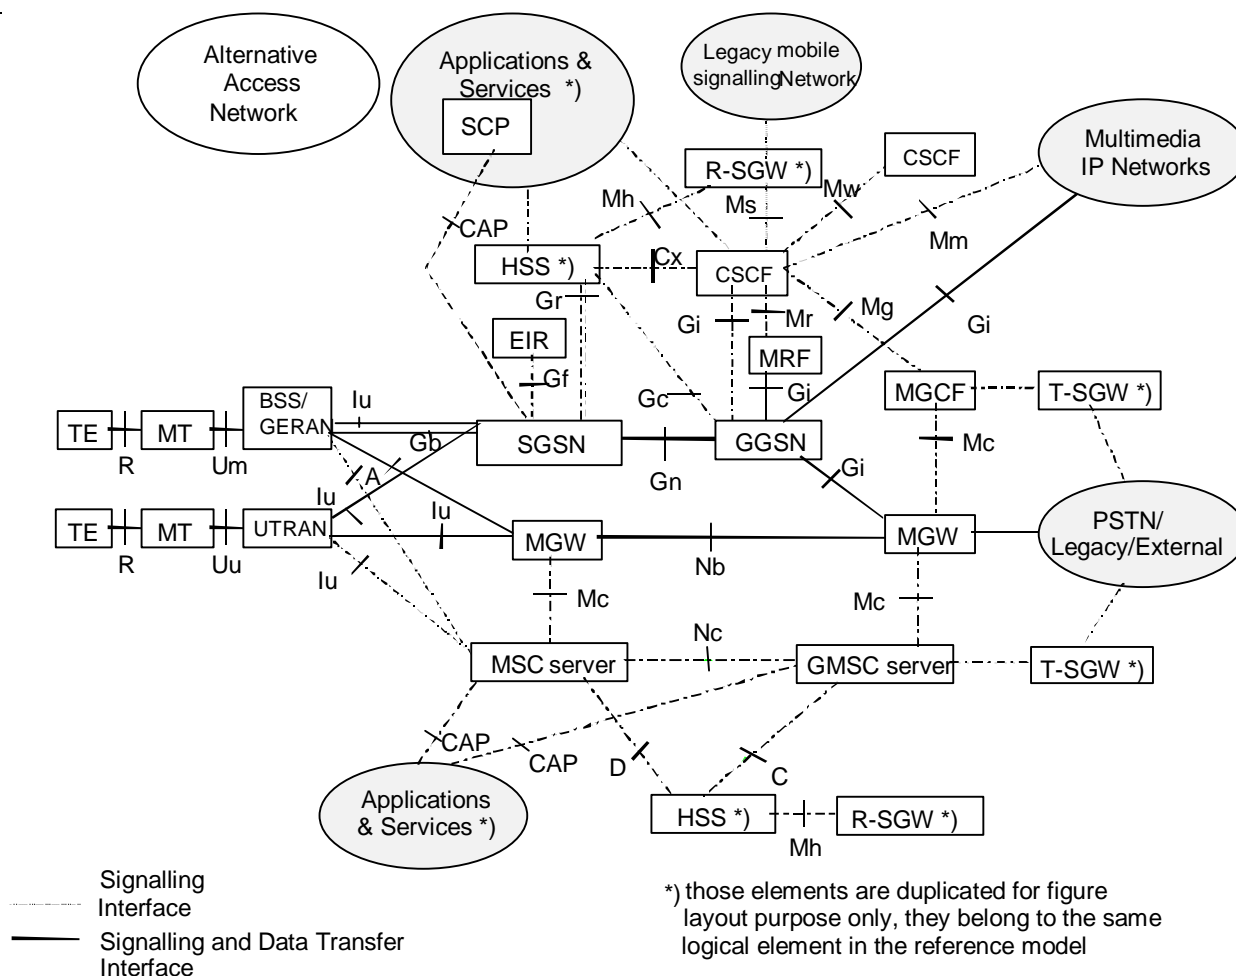 Alternative
Access
Network
Applications &
Services *)
SCP
Legacy mobile
signalling Network
R-SGW *)
CSCF
Multimedia
IP Networks
Mh
Ms
Mw
Mm
CAP
HSS *)
Cx
CSCF
Gr
Gi
Mr
Mg
Gi
EIR
MRF
Gf
Gc
Gi
MGCF
T-SGW *)
Iu
BSS/
GERAN
TE
MT
R
Um
Gb
SGSN
GGSN
Mc
Gn
Gi
A
Iu
Iu
TE
MT
UTRAN
R
Uu
Iu
MGW
Nb
MGW
PSTN/
Legacy/External
Mc
Mc
Nc
MSC server
GMSC server
T-SGW *)
CAP
CAP
D
C
Applications
& Services *)
HSS *)
R-SGW *)
Mh
Signalling
Interface
Signalling and Data Transfer
Interface
*) those elements are duplicated for figure
layout purpose only, they belong to the same
logical element in the reference model